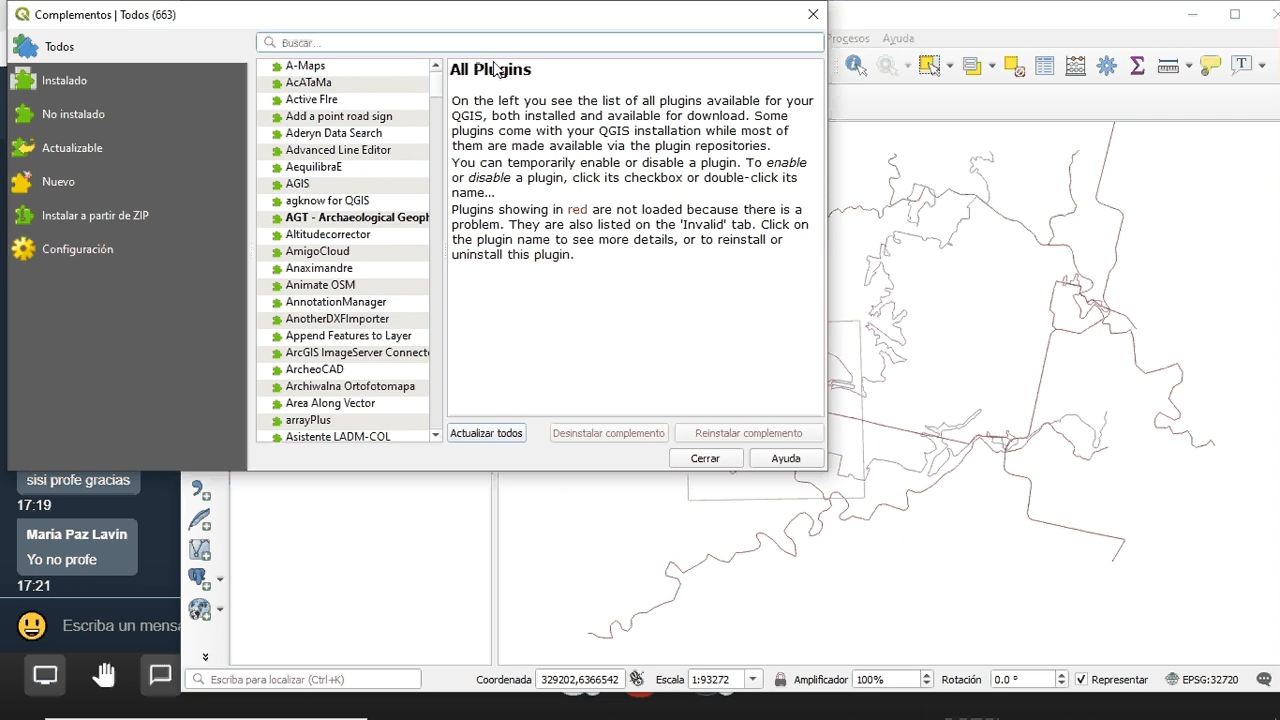 Complementos | Todos (663)
Todos
Instalado
No instalado
Actualizable
Nuevo
Instalar a partir de ZIP
Configuración
Buscar...
A-Maps
AcATaMa
Active FIre
Add a point road sign
Aderyn Data Search
Advanced Line Editor
AequilibraE
AGIS
agknow for QGIS
AGT - Archaeological Geoph
Altitudecorrector
AmigoCloud
Anaximandre
Animate OSM
AnnotationManager
AnotherDXFImporter
Append Features to Layer
ArcGIS ImageServer Connect
ArcheoCAD
Archiwalna Ortofotomapa
Area Along Vector
arrayPlus
Asistente LADM-COL
All Plugins
On the left you see the list of all plugins available for your
QGIS, both installed and available for download. Some
plugins come with your QGIS installation while most of
them are made available via the plugin repositories.
You can temporarily enable or disable a plugin. To enable
or disable a plugin, click its checkbox or double-click its
name...
Plugins showing in red are not loaded because there is a
problem. They are also listed on the 'Invalid' tab. Click on
the plugin name to see more details, or to reinstall or
uninstall this plugin.
Actualizar todos
Desinstalar complemento
Reinstalar complemento
Cerrar
Ayuda
Procesos
Ayuda
sisi profe gracias
17:19
María Paz Lavín
Yo no profe
17:21
Escriba un mensa
Escriba para localizar (Ctrl+K)
Coordenada
329202,6366542
Escala
1:93272
Amplificador
100%
Rotación
0.0 °
Representar
EPSG:32720